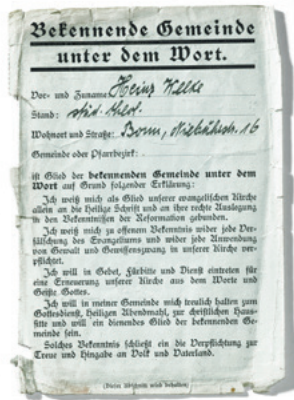 Bekennende Gemeinde
unter dem Wort.
Vor- und Zuname: Heinz Welke
Stand: stud. theol.
Wohnort und Straße: Bonn, Niebuhrstr. 16
Gemeinde oder Pfarrbezirk:
ist Glied der bekennenden Gemeinde unter dem
Wort auf Grund folgender Erklärung:
Ich weiß mich als Glied unserer evangelischen Kirche
allein an die Heilige Schrift und an ihre rechte Auslegung
in den Bekenntnissen der Reformation gebunden.
Ich weiß mich zu offenem Bekenntnis wider jede Ver-
fälschung des Evangeliums und wider jede Anwendung
von Gewalt und Gewissenszwang in unserer Kirche ver-
pflichtet.
Ich will in Gebet, Fürbitte und Dienst eintreten für
eine Erneuerung unserer Kirche aus dem Worte und
Geiste Gottes.
Ich will in meiner Gemeinde mich treulich halten zum
Gottesdienst, Heiligen Abendmahl, zur christlichen Haus-
sitte und will ein dienendes Glied der bekennenden Ge-
meinde sein.
Solches Bekenntnis schließt ein die Verpflichtung zur
Treue und Hingabe an Volk und Vaterland.
(Dieser Abschnitt wird behalten)